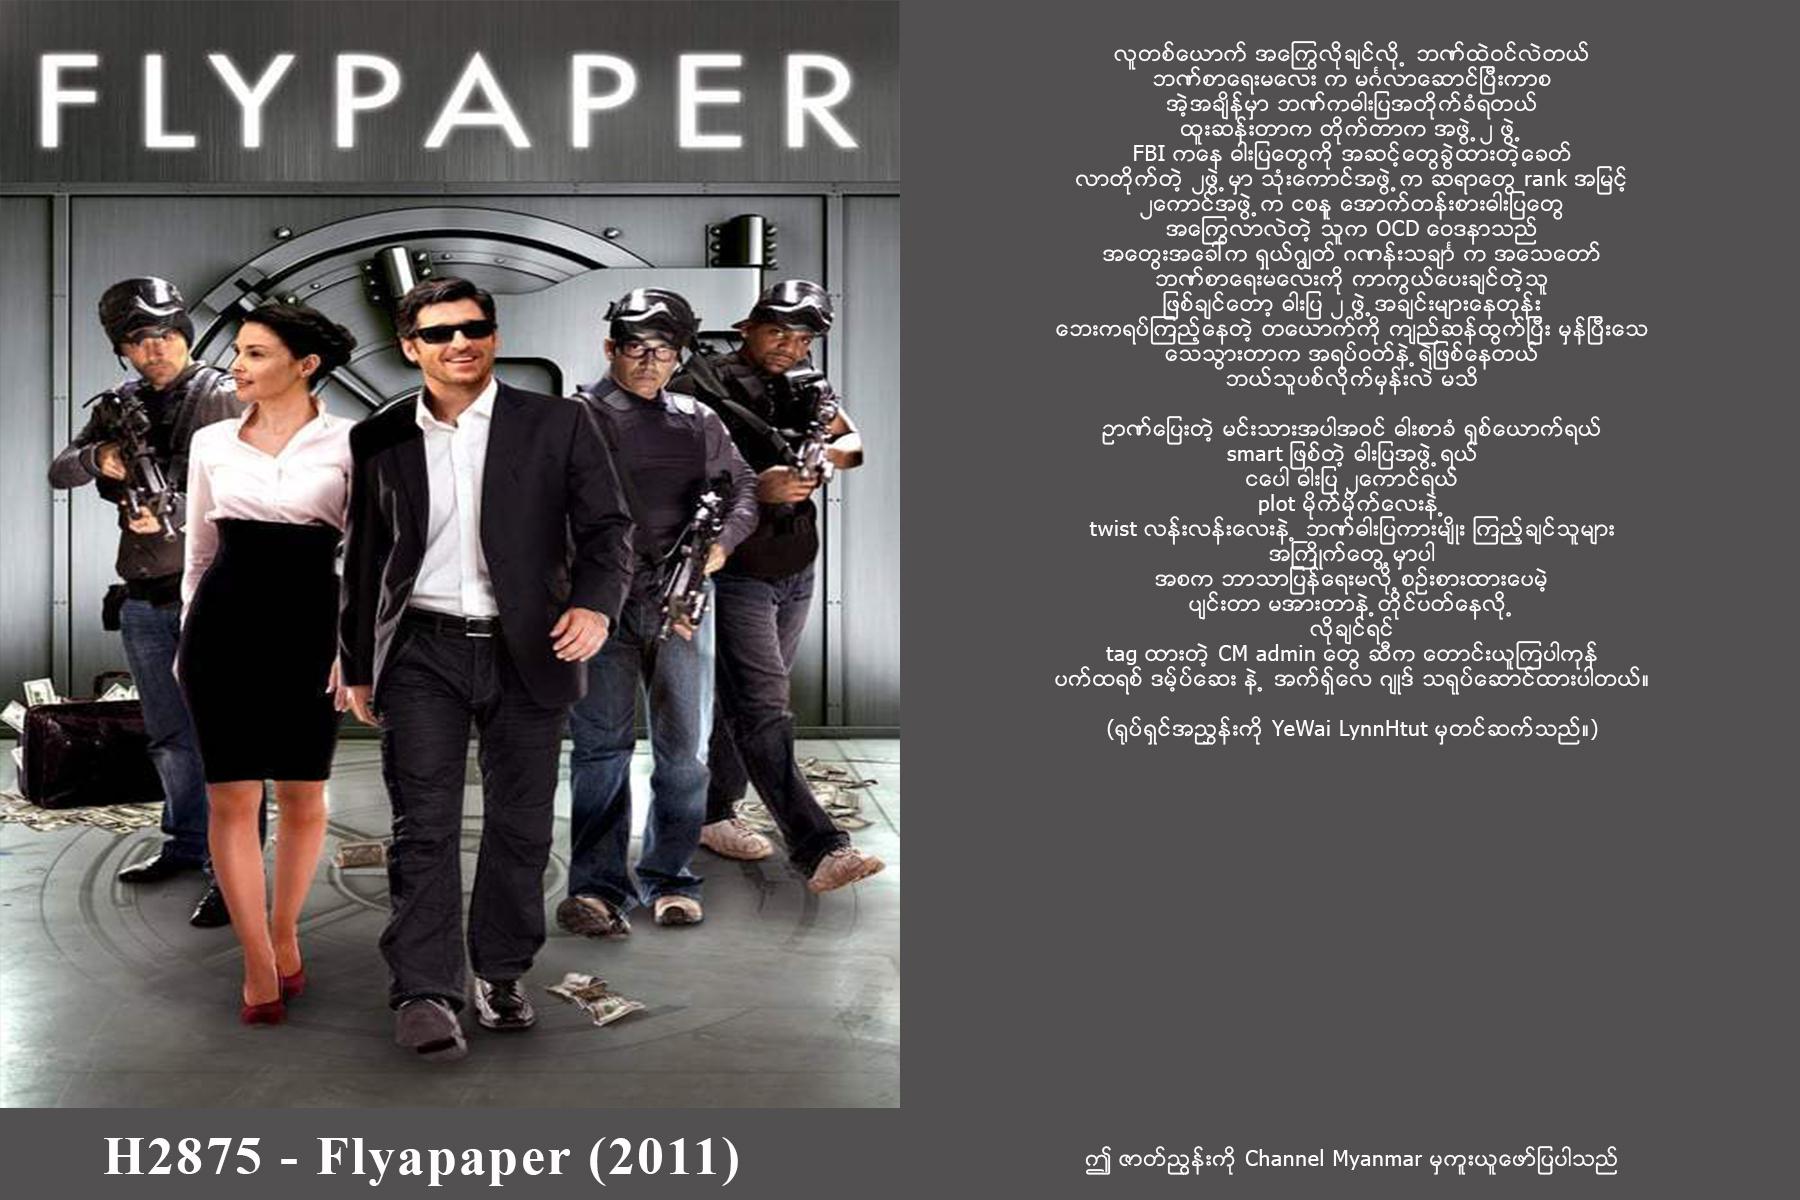 FLYPAPER
လူတစ်ယောက် အကြွေလိုချင်လို့ ဘဏ်ထဲဝင်လဲတယ်
ဘဏ်စာရေးမလေး က မင်္ဂလာဆောင်ပြီးကာစ
အဲ့အချိန်မှာ ဘဏ်ကဓါးပြအတိုက်ခံရတယ်
ထူးဆန်းတာက တိုက်တာက အဖွဲ့ ၂ ဖွဲ့
FBI ကနေ ဓါးပြတွေကို အဆင့်တွေခွဲထားတဲ့ခေတ်
လာတိုက်တဲ့ ၂ဖွဲ့ မှာ သုံးကောင်အဖွဲ့ က ဆရာတွေ rank အမြင့်
၂ကောင်အဖွဲ့ က ငစနူ အောက်တန်းစားဓါးပြတွေ
အကြွေလာလဲတဲ့ သူက OCD ဝေဒနာသည်
အတွေးအခေါ်က ရှယ်ဂျွတ် ဂဏန်းသင်္ချာ က အသေတော်
ဘဏ်စာရေးမလေးကို ကာကွယ်ပေးချင်တဲ့သူ
ဖြစ်ချင်တော့ ဓါးပြ ၂ ဖွဲ့ အချင်းများနေတုန်း
ဘေးကရပ်ကြည့်နေတဲ့ တယောက်ကို ကျည်ဆန်ထွက်ပြီး မှန်ပြီးသေ
သေသွားတာက အရပ်ဝတ်နဲ့ ရဲဖြစ်နေတယ်
ဘယ်သူပစ်လိုက်မှန်းလဲ မသိ
ဉာဏ်ပြေးတဲ့ မင်းသားအပါအဝင် ဓါးစာခံ ရှစ်ယောက်ရယ်
smart ဖြစ်တဲ့ ဓါးပြအဖွဲ့ ရယ်
ငပေါ ဓါးပြ ၂ကောင်ရယ်
plot မိုက်မိုက်လေးနဲ့
twist လန်းလန်းလေးနဲ့ ဘဏ်ဓါးပြကားမျိုး ကြည့်ချင်သူများ
အကြိုက်တွေ့ မှာပါ
အစက ဘာသာပြန်ရေးမလို့ စဉ်းစားထားပေမဲ့
ပျင်းတာ မအားတာနဲ့ တိုင်ပတ်နေလို့
လိုချင်ရင်
tag ထားတဲ့ CM admin တွေ ဆီက တောင်းယူကြပါကုန်
ပက်ထရစ် ဒမ့်ပ်ဆေး နဲ့ အက်ရှ်လေ ဂျုဒ် သရုပ်ဆောင်ထားပါတယ်။
(ရုပ်ရှင်အညွှန်းကို YeWai LynnHtut မှတင်ဆက်သည်။)
H2875 - Flyapaper (2011)
ဤ ဇာတ်ညွှန်းကို Channel Myanmar မှကူးယူဖော်ပြပါသည်